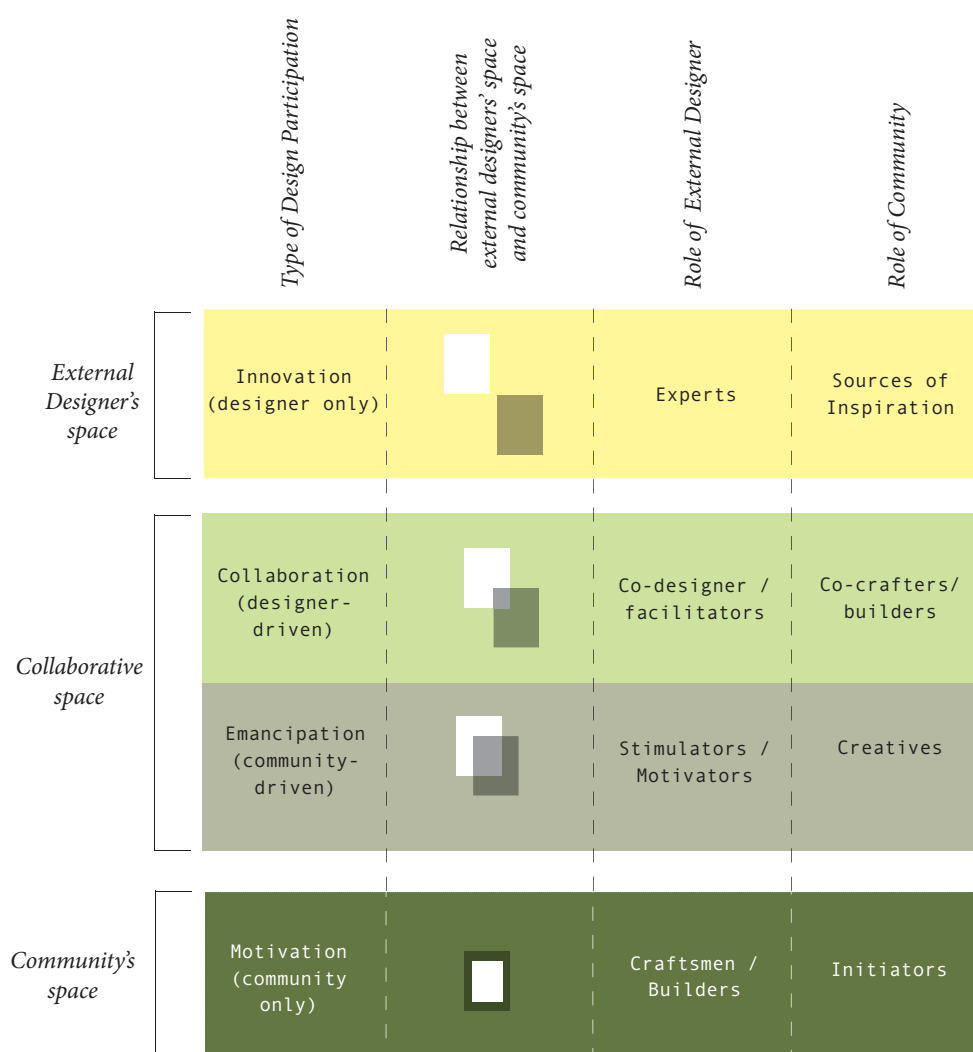 Type of Design Participation
Relationship between
external designers' space
and community's space
Role of External Designer
Role of Community
External
Designer's
space
Innovation
(designer only)
Experts
Sources of
Inspiration
Collaborative
space
Collaboration
(designer-
driven)
Co-designer /
facilitators
Co-crafters/
builders
Emancipation
(community-
driven)
Stimulators /
Motivators
Creatives
Community's
space
Motivation
(community
only)
Craftsmen /
Builders
Initiators